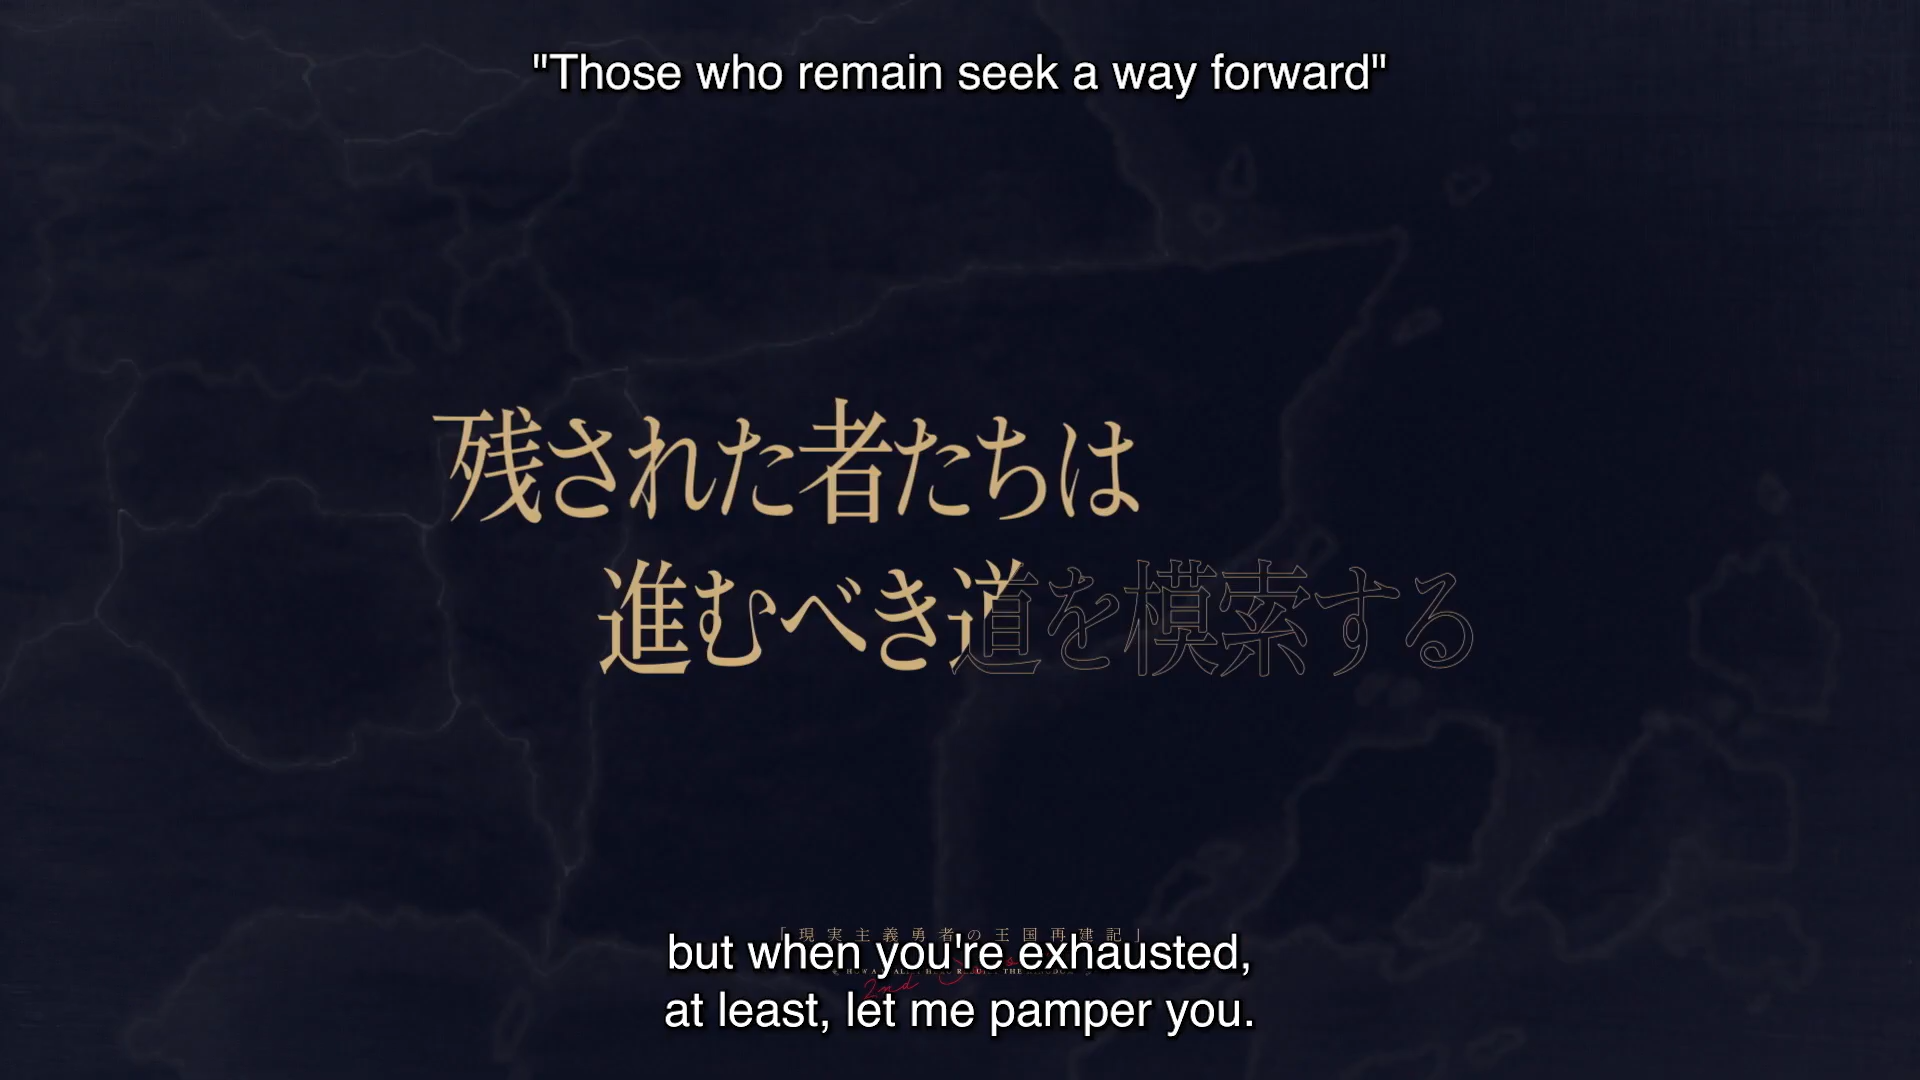 "Those who remain seek a way forward"
残された者たちは
進むべき道を模索する
「現実主義勇者の王国再建記」
but when you're exhausted,
2nd
at least, let me pamper you.